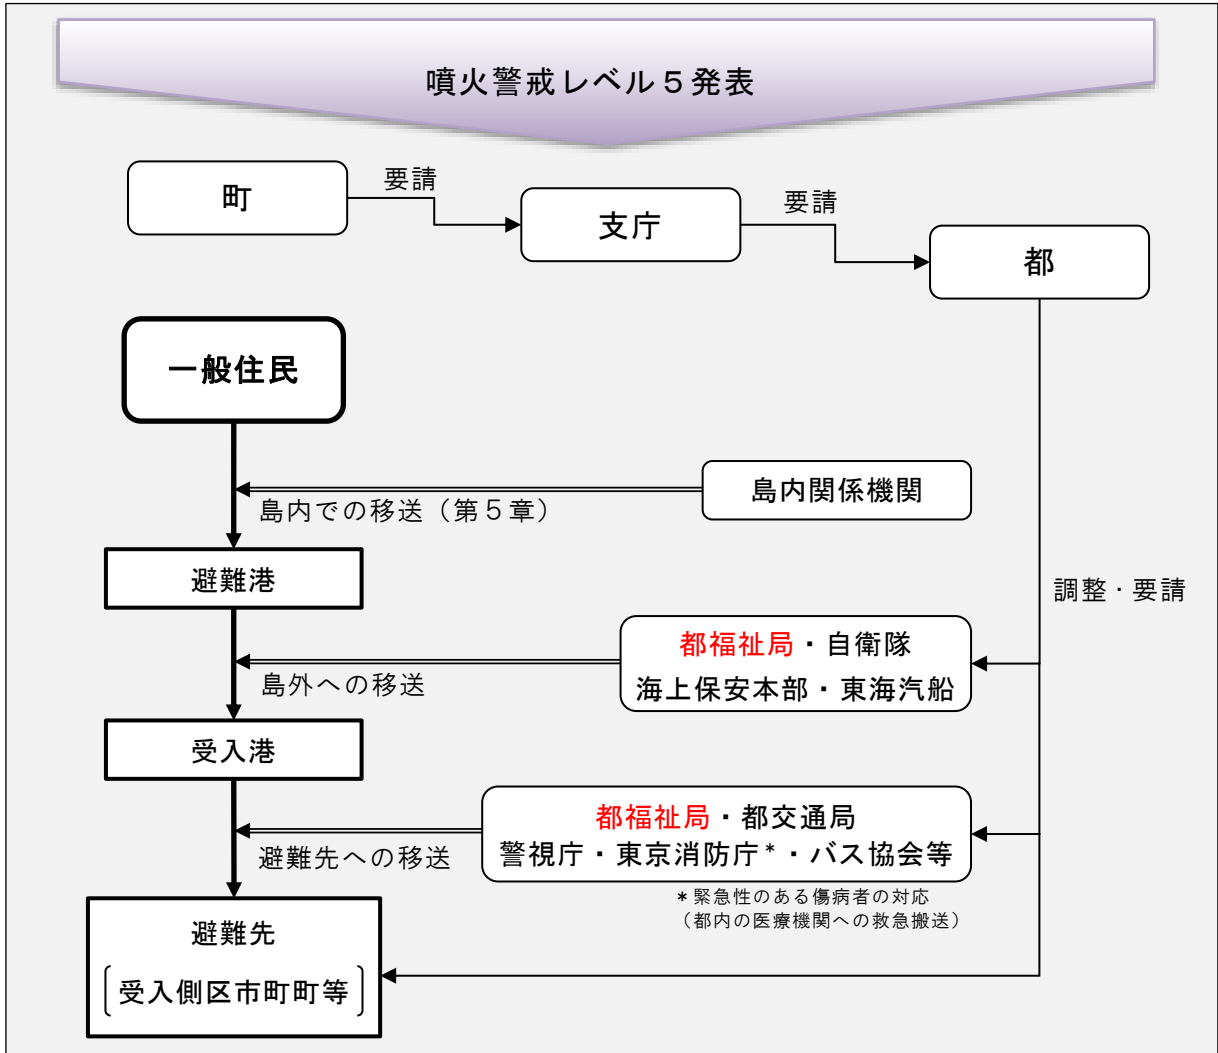 噴火警戒レベル５発表
町
要請
支庁
要請
都
一般住民
島内関係機関
島内での移送（第５章）
避難港
調整・要請
都福祉局・自衛隊
海上保安本部・東海汽船
島外への移送
受入港
都福祉局・都交通局
警視庁・東京消防庁*・バス協会等
避難先への移送
*緊急性のある傷病者の対応
（都内の医療機関への救急搬送）
避難先
受入側区市町町等